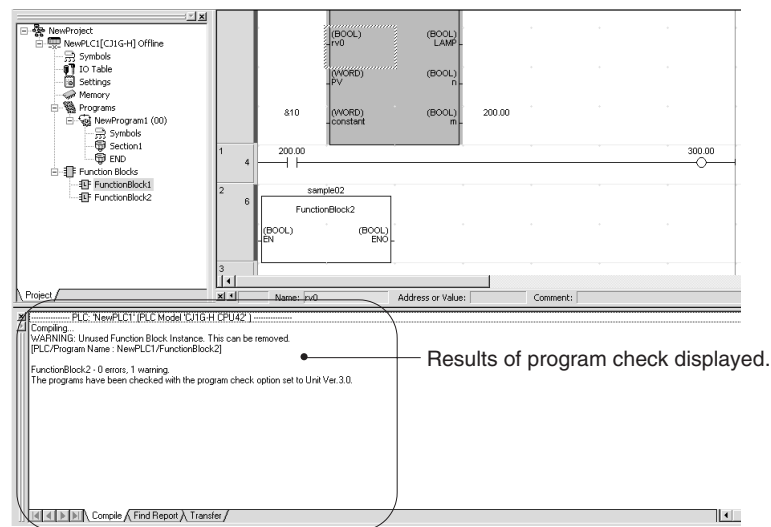 NewProject
NewPLC1[CJ1G-H] Offline
Symbols
IO Table
Settings
Memory
Programs
NewProgram1 (00)
Symbols
Section1
END
Function Blocks
FunctionBlock1
FunctionBlock2
Project
(BOOL) (BOOL)
rv0 LAMP
(WORD) (BOOL)
PV n
&10 (WORD) (BOOL) 200.00
constant m
1 200.00 300.00
4
2 sample02
6
FunctionBlock2
(BOOL) (BOOL)
EN ENO
3
Name: rv0 Address or Value: Comment:
---------------- PLC: 'NewPLC1' (PLC Model 'CJ1G-H CPU42' ) ----------------
Compiling...
WARNING: Unused Function Block Instance. This can be removed.
[PLC/Program Name : NewPLC1/FunctionBlock2]
FunctionBlock2 - 0 errors, 1 warning.
The programs have been checked with the program check option set to Unit Ver.3.0.
Results of program check displayed.
Compile Find Report Transfer